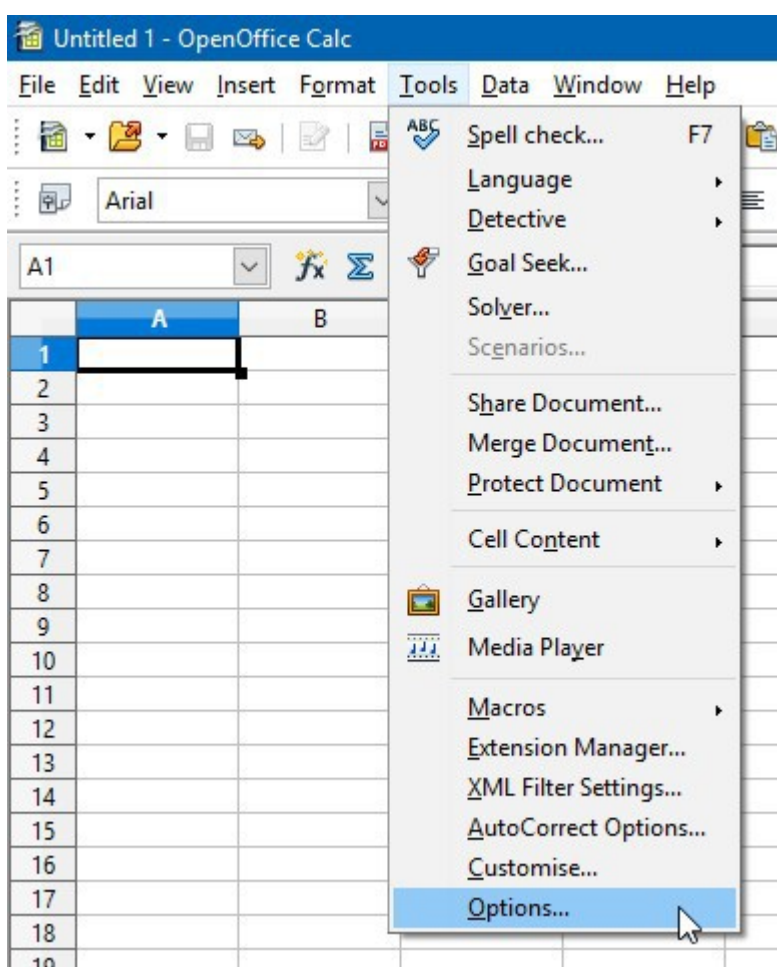 Untitled 1 - OpenOffice Calc
File Edit View Insert Format Tools Data Window Help
Arial
A1
A B
1
2
3
4
5
6
7
8
9
10
11
12
13
14
15
16
17
18
ABC Spell check... F7
Language
Detective
Goal Seek...
Solver...
Scenarios...
Share Document...
Merge Document...
Protect Document
Cell Content
Gallery
Media Player
Macros
Extension Manager...
XML Filter Settings...
AutoCorrect Options...
Customise...
Options...